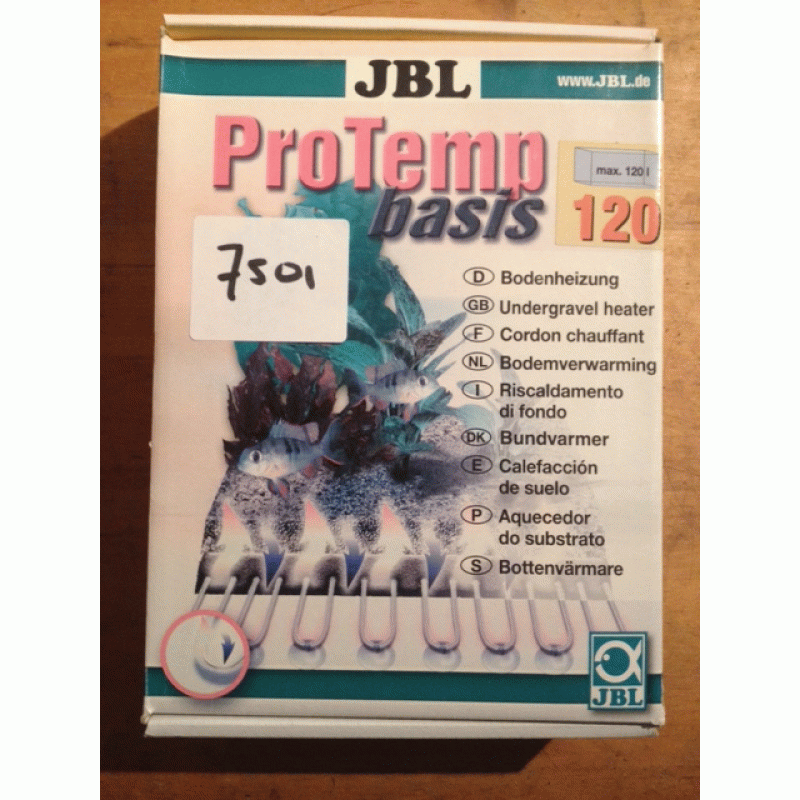 JBL
www.JBL.de
ProTemp
basis
max. 120 l
120
7501
D Bodenheizung
GB Undergravel heater
F Cordon chauffant
NL Bodemverwarming
I Riscaldamento
di fondo
DK Bundvarmer
E Calefacción
de suelo
P Aquecedor
do substrato
S Bottenvärmare
JBL